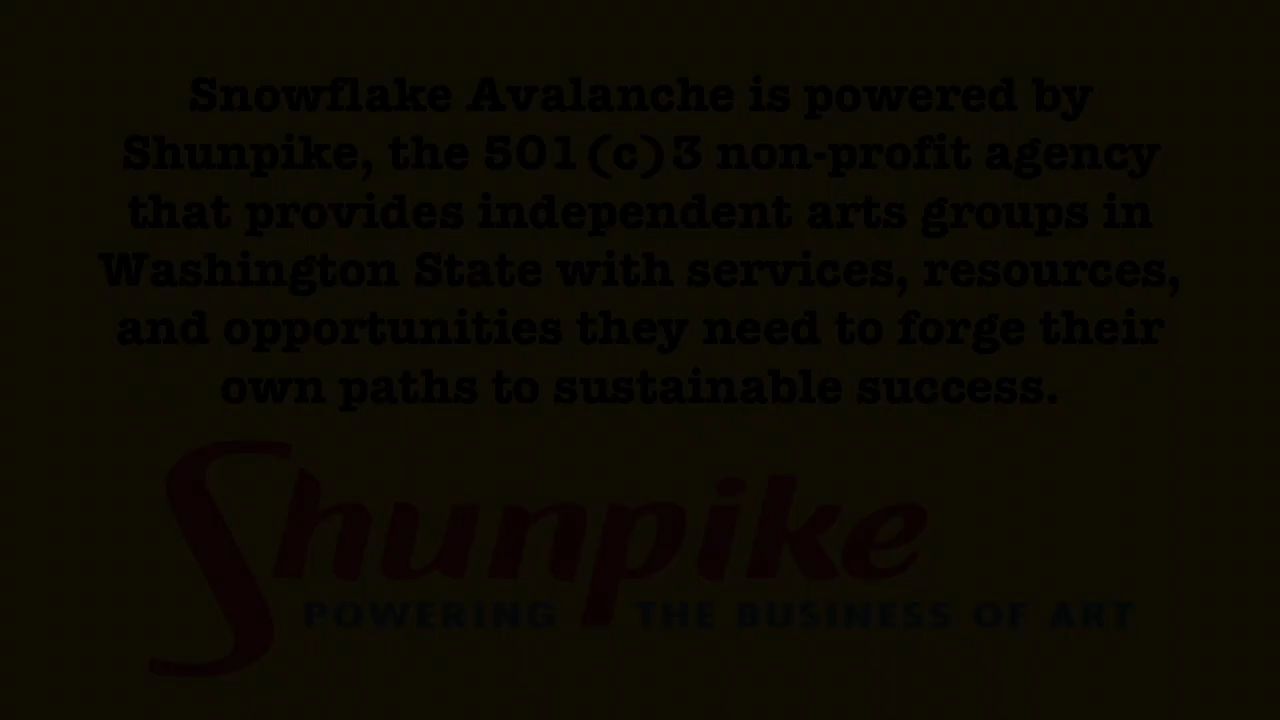 Snowflake Avalanche is powered by
Shunpike, the 501(c)3 non-profit agency
that provides independent arts groups in
Washington State with services, resources,
and opportunities they need to forge their
own paths to sustainable success.
Shunpike
POWERING THE BUSINESS OF ART